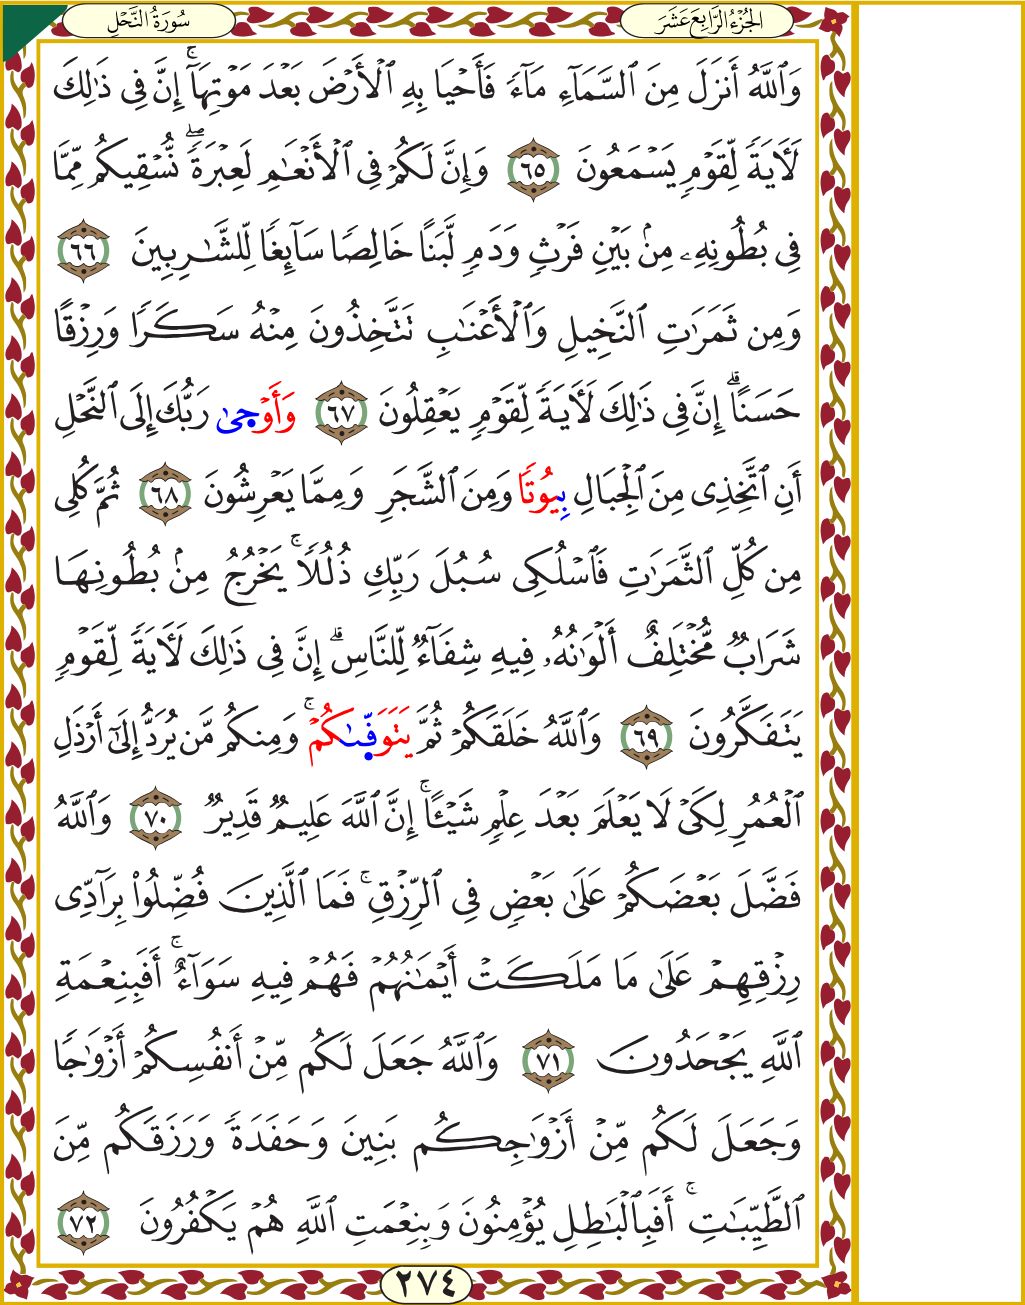 سُورَةُ النَّحْلِ
الجُزْءُ الرَّابِعَ عَشَرَ
وَٱللَّهُ أَنزَلَ مِنَ ٱلسَّمَآءِ مَآءٗ فَأَحۡيَا بِهِ ٱلۡأَرۡضَ بَعۡدَ مَوۡتِهَآۚ إِنَّ فِي ذَٰلِكَ
لَأٓيَةٗ لِّقَوۡمٖ يَسۡمَعُونَ ٦٥ وَإِنَّ لَكُمۡ فِي ٱلۡأَنۡعَٰمِ لَعِبۡرَةٗۖ نُّسۡقِيكُم مِّمَّا
فِي بُطُونِهِۦ مِنۢ بَيۡنِ فَرۡثٖ وَدَمٖ لَّبَنًا خَالِصٗا سَآئِغٗا لِّلشَّٰرِبِينَ ٦٦
وَمِن ثَمَرَٰتِ ٱلنَّخِيلِ وَٱلۡأَعۡنَٰبِ تَتَّخِذُونَ مِنۡهُ سَكَرٗا وَرِزۡقًا
حَسَنًاۗ إِنَّ فِي ذَٰلِكَ لَأٓيَةٗ لِّقَوۡمٖ يَعۡقِلُونَ ٦٧ وَأَوۡحىٰ رَبُّكَ إِلَى ٱلنَّحۡلِ
أَنِ ٱتَّخِذِي مِنَ ٱلۡجِبَالِ بِيُوتٗا وَمِنَ ٱلشَّجَرِ وَمِمَّا يَعۡرِشُونَ ٦٨ ثُمَّ كُلِي
مِن كُلِّ ٱلثَّمَرَٰتِ فَٱسۡلُكِي سُبُلَ رَبِّكِ ذُلُلٗاۚ يَخۡرُجُ مِنۢ بُطُونِهَا
شَرَابٞ مُّخۡتَلِفٌ أَلۡوَٰنُهُۥ فِيهِ شِفَآءٞ لِّلنَّاسِۗ إِنَّ فِي ذَٰلِكَ لَأٓيَةٗ لِّقَوۡمٖ
يَتَفَكَّرُونَ ٦٩ وَٱللَّهُ خَلَقَكُمۡ ثُمَّ يَتَوَفّىٰكُمۡۚ وَمِنكُم مَّن يُرَدُّ إِلَىٰٓ أَرۡذَلِ
ٱلۡعُمُرِ لِكَيۡ لَا يَعۡلَمَ بَعۡدَ عِلۡمٖ شَيۡـًٔاۚ إِنَّ ٱللَّهَ عَلِيمٞ قَدِيرٞ ٧٠ وَٱللَّهُ
فَضَّلَ بَعۡضَكُمۡ عَلَىٰ بَعۡضٖ فِي ٱلرِّزۡقِۚ فَمَا ٱلَّذِينَ فُضِّلُواْ بِرَآدِّي
رِزۡقِهِمۡ عَلَىٰ مَا مَلَكَتۡ أَيۡمَٰنُهُمۡ فَهُمۡ فِيهِ سَوَآءٌۚ أَفَبِنِعۡمَةِ
ٱللَّهِ يَجۡحَدُونَ ٧١ وَٱللَّهُ جَعَلَ لَكُم مِّنۡ أَنفُسِكُمۡ أَزۡوَٰجٗا
وَجَعَلَ لَكُم مِّنۡ أَزۡوَٰجِكُم بَنِينَ وَحَفَدَةٗ وَرَزَقَكُم مِّنَ
ٱلطَّيِّبَٰتِۚ أَفَبِٱلۡبَٰطِلِ يُؤۡمِنُونَ وَبِنِعۡمَتِ ٱللَّهِ هُمۡ يَكۡفُرُونَ ٧٢
٢٧٤